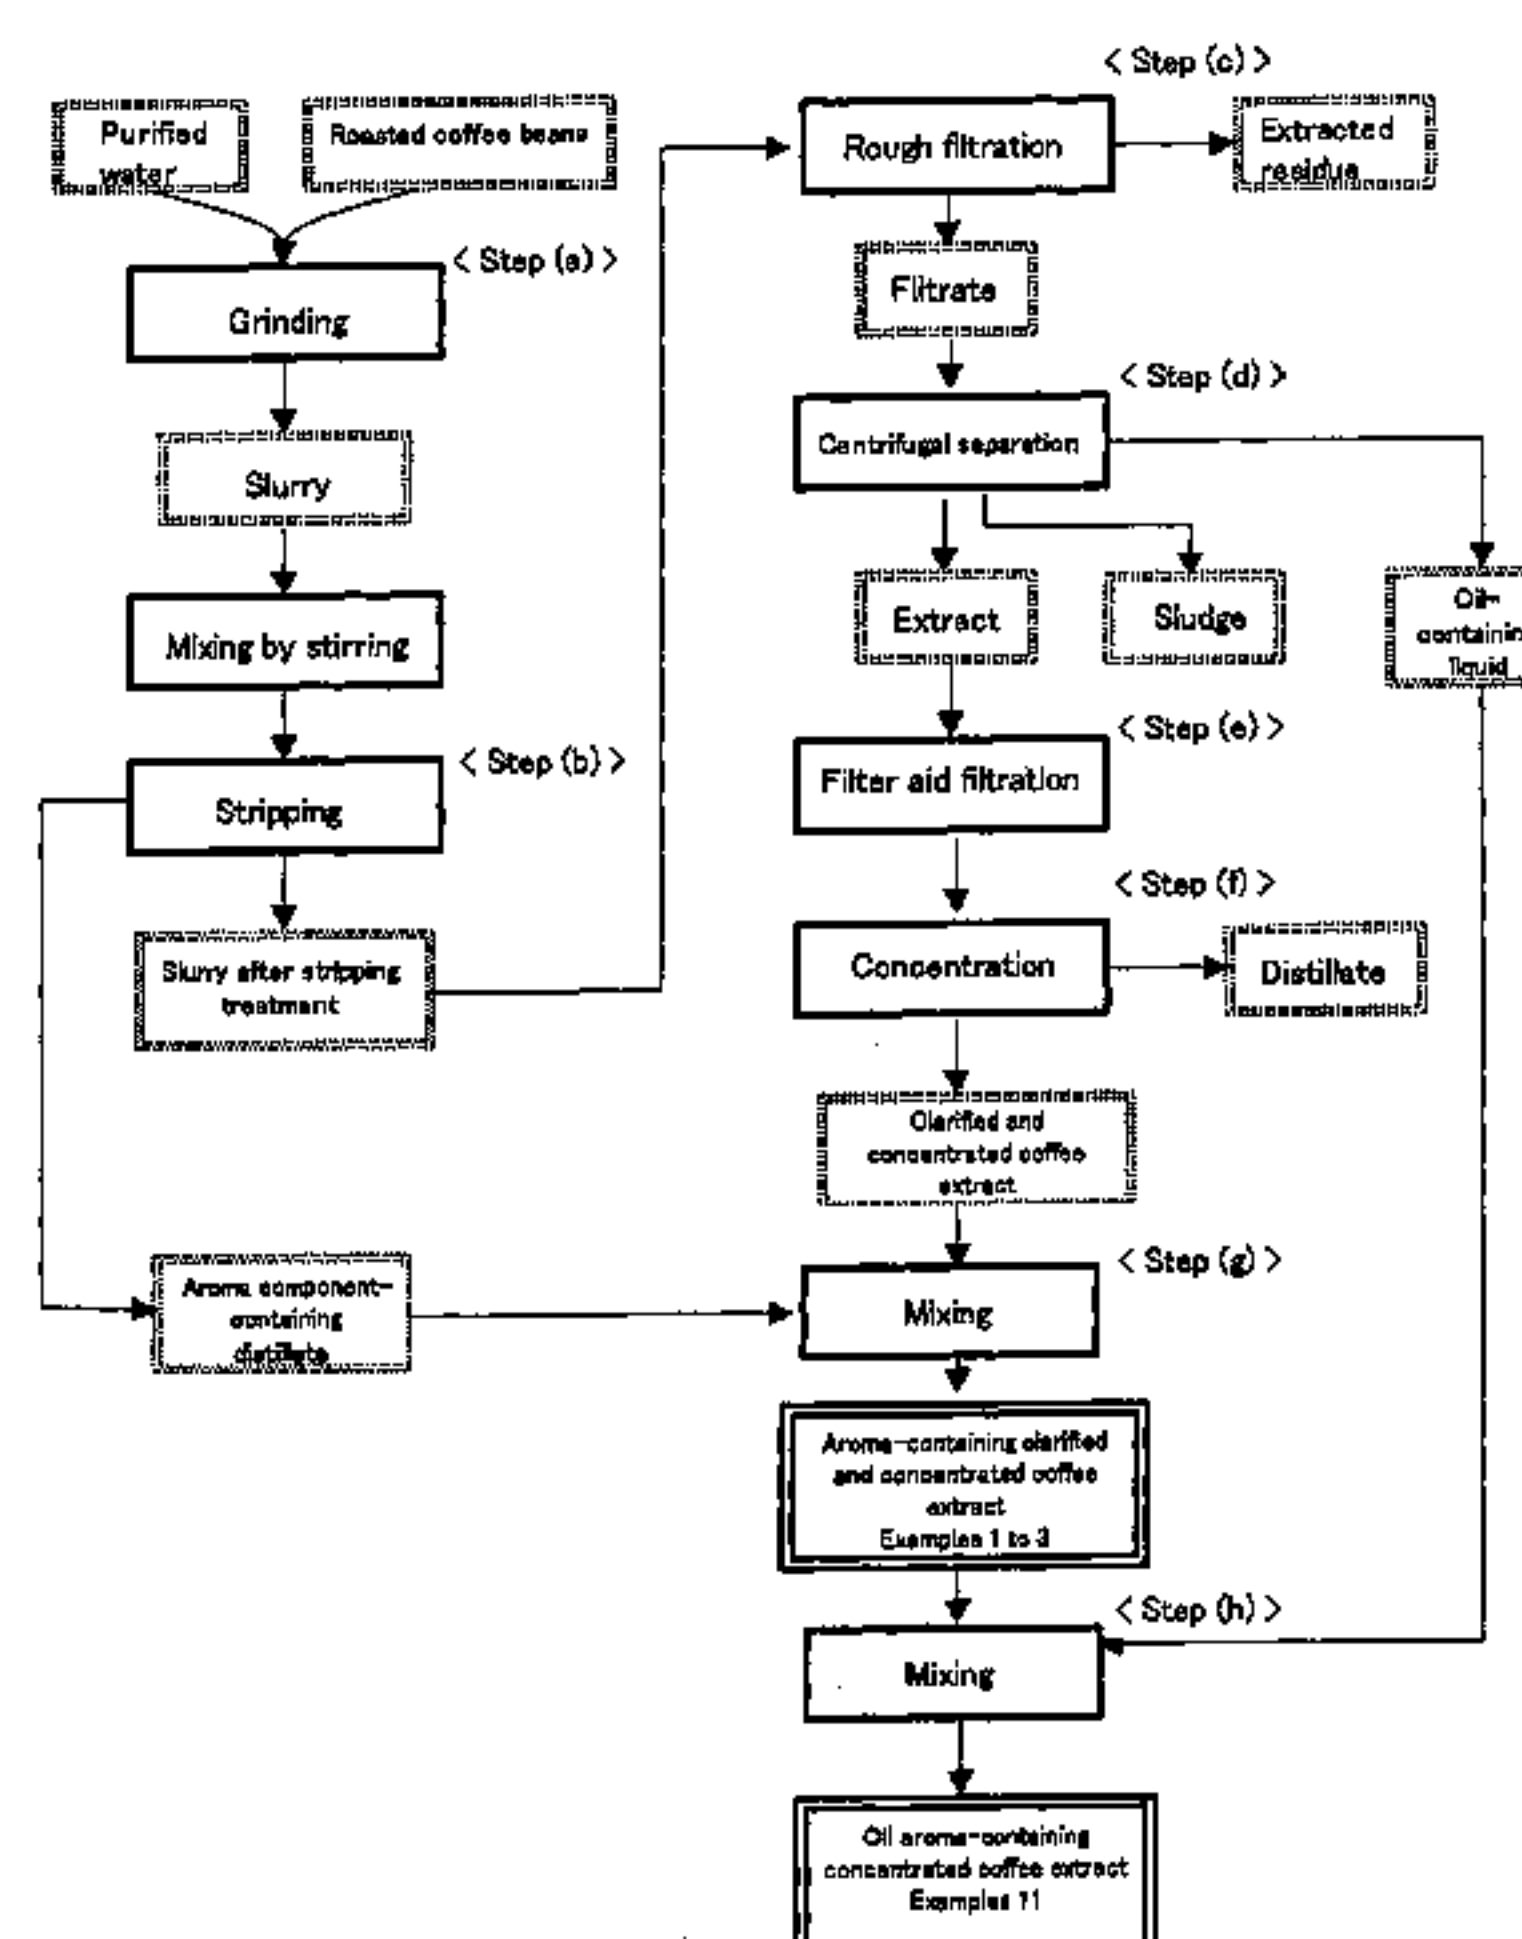 Purified
water
Roasted coffee beans
< Step (a) >
Grinding
Slurry
Mixing by stirring
< Step (b) >
Stripping
Slurry after stripping
treatment
Aroma component-
containing
distillate
< Step (c) >
Rough filtration
Extracted
residue
Filtrate
< Step (d) >
Centrifugal separation
Extract
Sludge
Oil-
containin
liquid
< Step (e) >
Filter aid filtration
< Step (f) >
Concentration
Distillate
Clarified and
concentrated coffee
extract
< Step (g) >
Mixing
Aroma-containing clarified
and concentrated coffee
extract
Examples 1 to 3
< Step (h) >
Mixing
Oil aroma-containing
concentrated coffee extract
Examples 11